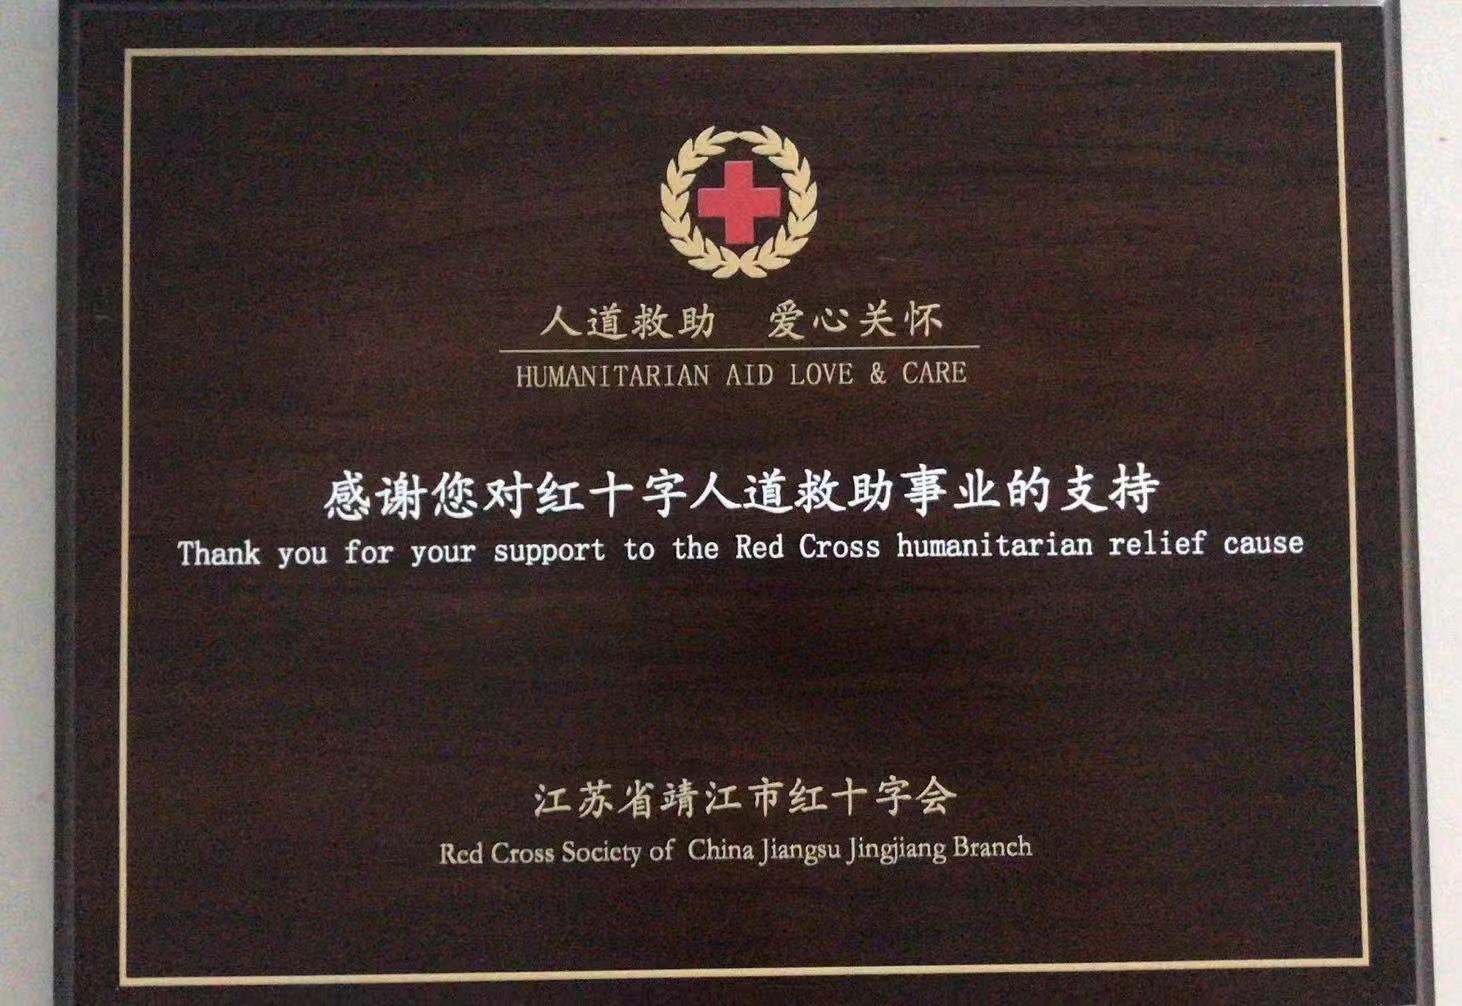 人道救助 爱心关怀
HUMANITARIAN AID LOVE & CARE
感谢您对红十字人道救助事业的支持
Thank you for your support to the Red Cross humanitarian relief cause
江苏省靖江市红十字会
Red Cross Society of China Jiangsu Jingjiang Branch